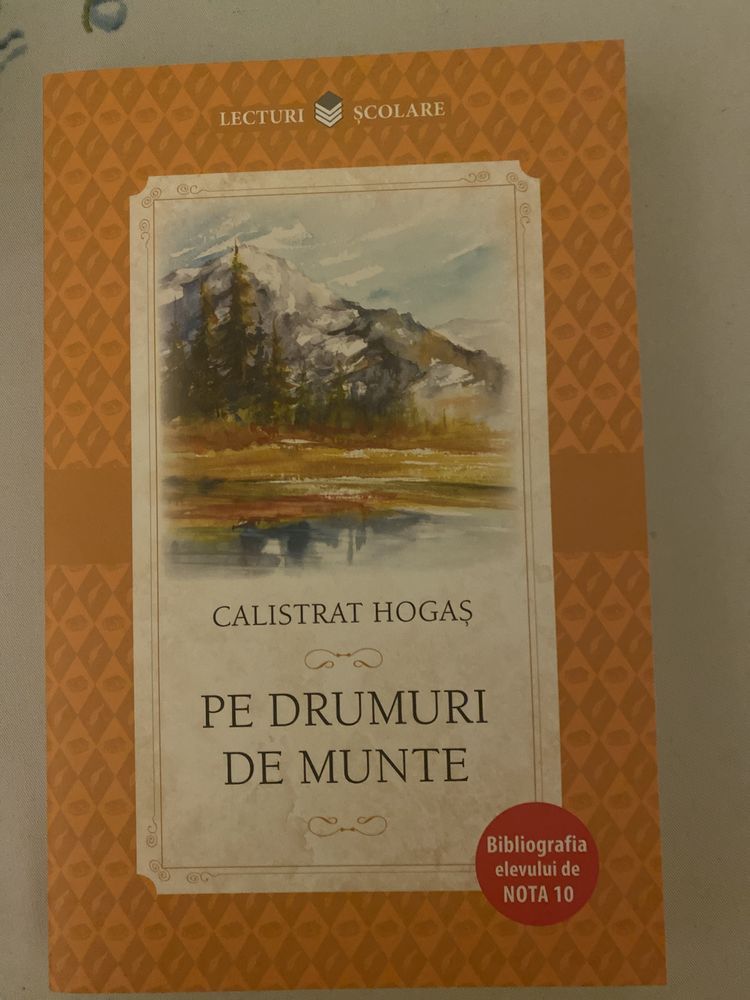 LECTURI ȘCOLARE
CALISTRAT HOGAȘ
PE DRUMURI
DE MUNTE
Bibliografia
elevului de
NOTA 10